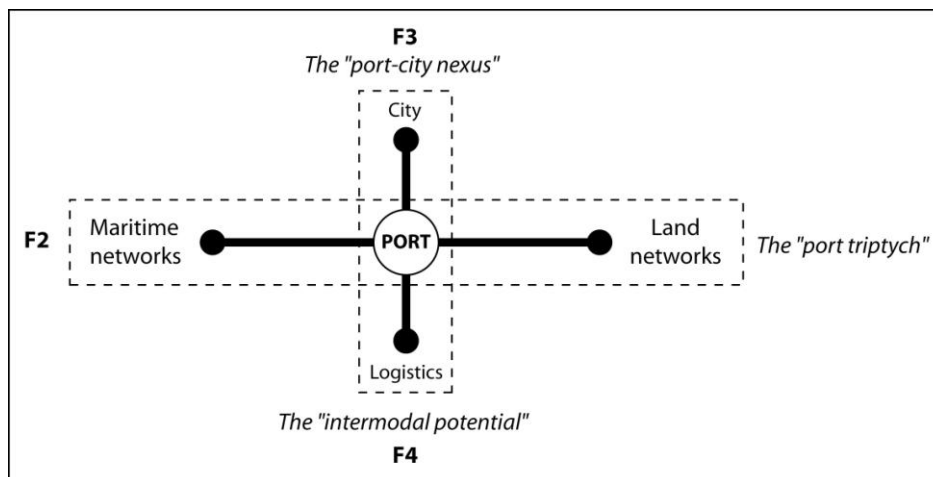 F3
The "port-city nexus"
City
F2
Maritime
networks
PORT
Land
networks
The "port triptych"
Logistics
The "intermodal potential"
F4